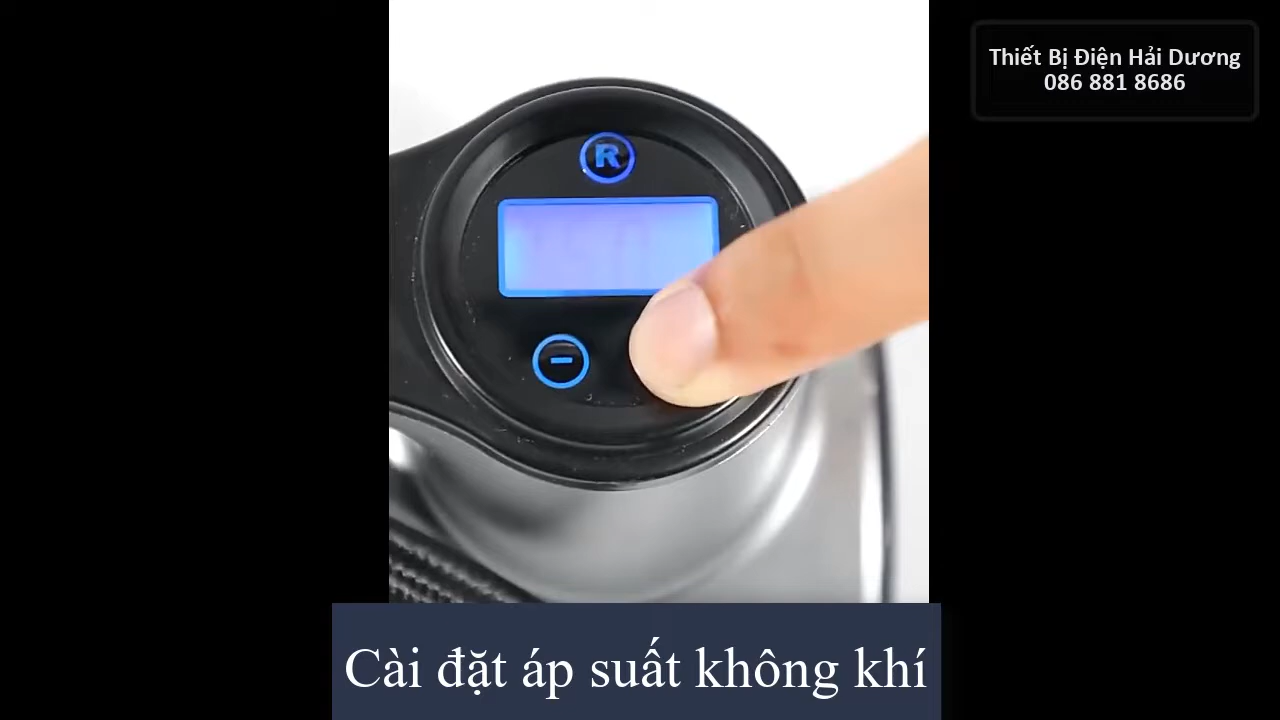 Thiết Bị Điện Hải Dương
086 881 8686
R
Cài đặt áp suất không khí